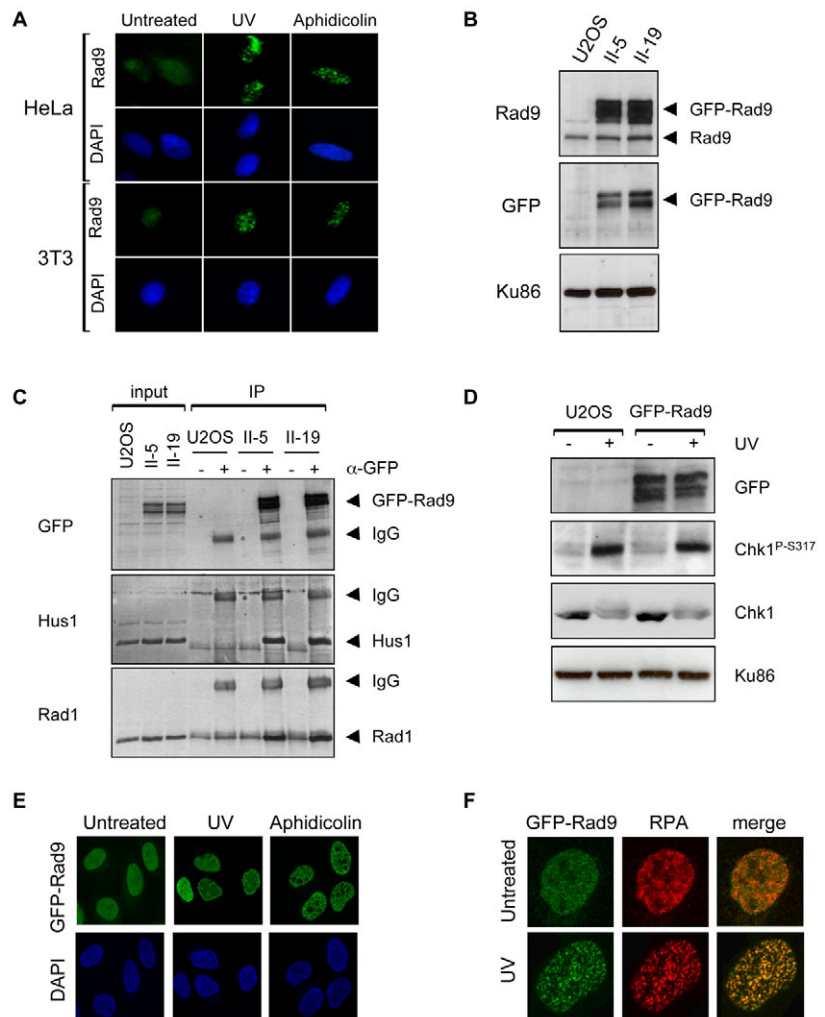 A
Untreated UV Aphidicolin
HeLa
Rad9
DAPI
3T3
Rad9
DAPI
B
U2OS II-5 II-19
Rad9
GFP-Rad9
Rad9
GFP
GFP-Rad9
Ku86
C
input IP
U2OS II-5 II-19 U2OS II-5 II-19
- + - + - + α-GFP
GFP
GFP-Rad9
IgG
Hus1
IgG
Hus1
Rad1
IgG
Rad1
D
U2OS GFP-Rad9
- + - + UV
GFP
Chk1P-S317
Chk1
Ku86
E
Untreated UV Aphidicolin
GFP-Rad9
DAPI
F
GFP-Rad9 RPA merge
Untreated
UV